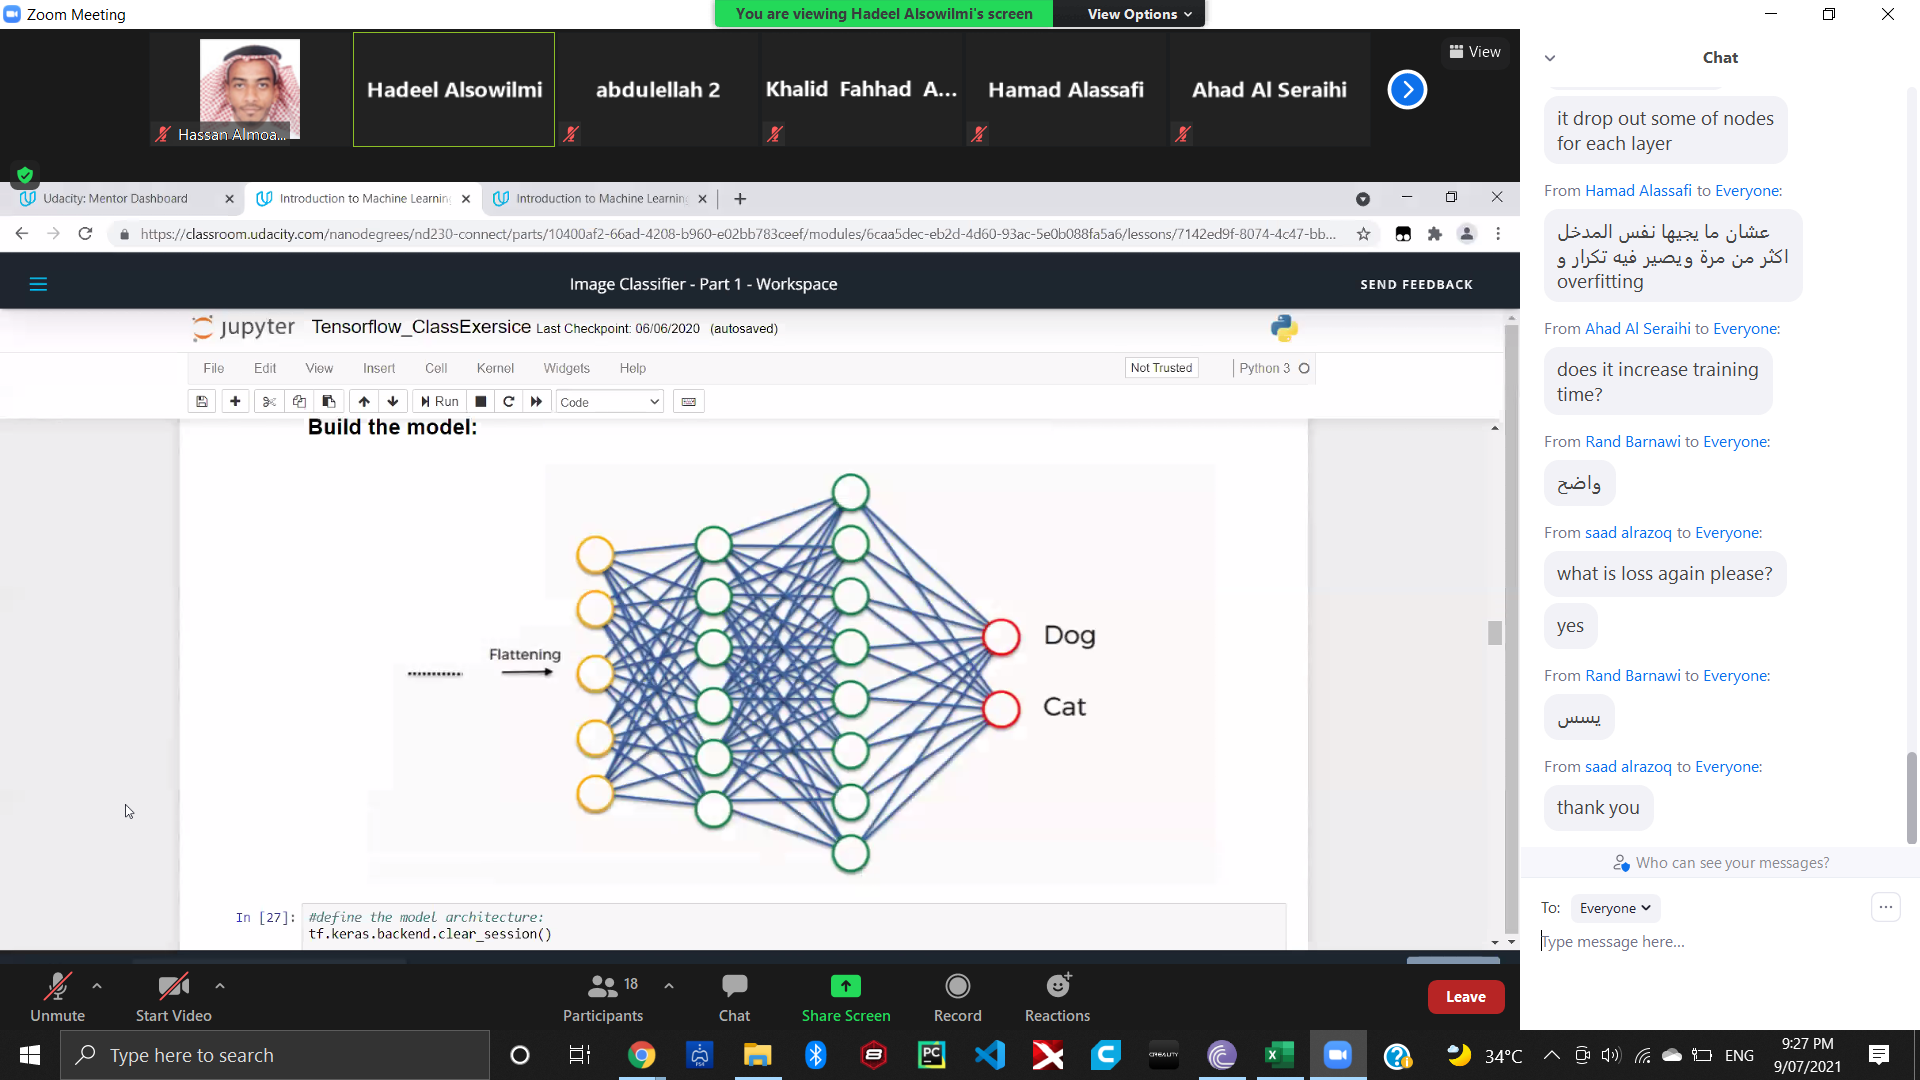 Zoom Meeting
You are viewing Hadeel Alsowilmi's screen
View Options
View
Hassan Almoa...
Hadeel Alsowilmi
abdulellah 2
Khalid Fahhad A...
Hamad Alassafi
Ahad Al Seraihi
Udacity: Mentor Dashboard
Introduction to Machine Learning
Introduction to Machine Learning
https://classroom.udacity.com/nanodegrees/nd230-connect/parts/10400af2-66ad-4208-b960-e02bb783ceef/modules/6caa5dec-eb2d-4d60-93ac-5e0b088fa5a6/lessons/7142ed9f-8074-4c47-bb...
Image Classifier - Part 1 - Workspace
SEND FEEDBACK
jupyter Tensorflow_ClassExersice Last Checkpoint: 06/06/2020 (autosaved)
File Edit View Insert Cell Kernel Widgets Help
Not Trusted
Python 3
Run
Code
Build the model:
Flattening
Dog
Cat
In [27]: #define the model architecture:
tf.keras.backend.clear_session()
Chat
it drop out some of nodes
for each layer
From Hamad Alassafi to Everyone:
عشان ما يجيها نفس المدخل
اكثر من مرة ويصير فيه تكرار و
overfitting
From Ahad Al Seraihi to Everyone:
does it increase training
time?
From Rand Barnawi to Everyone:
واضح
From saad alrazoq to Everyone:
what is loss again please?
yes
From Rand Barnawi to Everyone:
يسس
From saad alrazoq to Everyone:
thank you
Who can see your messages?
To: Everyone
Type message here...
Unmute
Start Video
18
Participants
Chat
Share Screen
Record
Reactions
Leave
Type here to search
PC
CREALITY
34°C
ENG
9:27 PM
9/07/2021